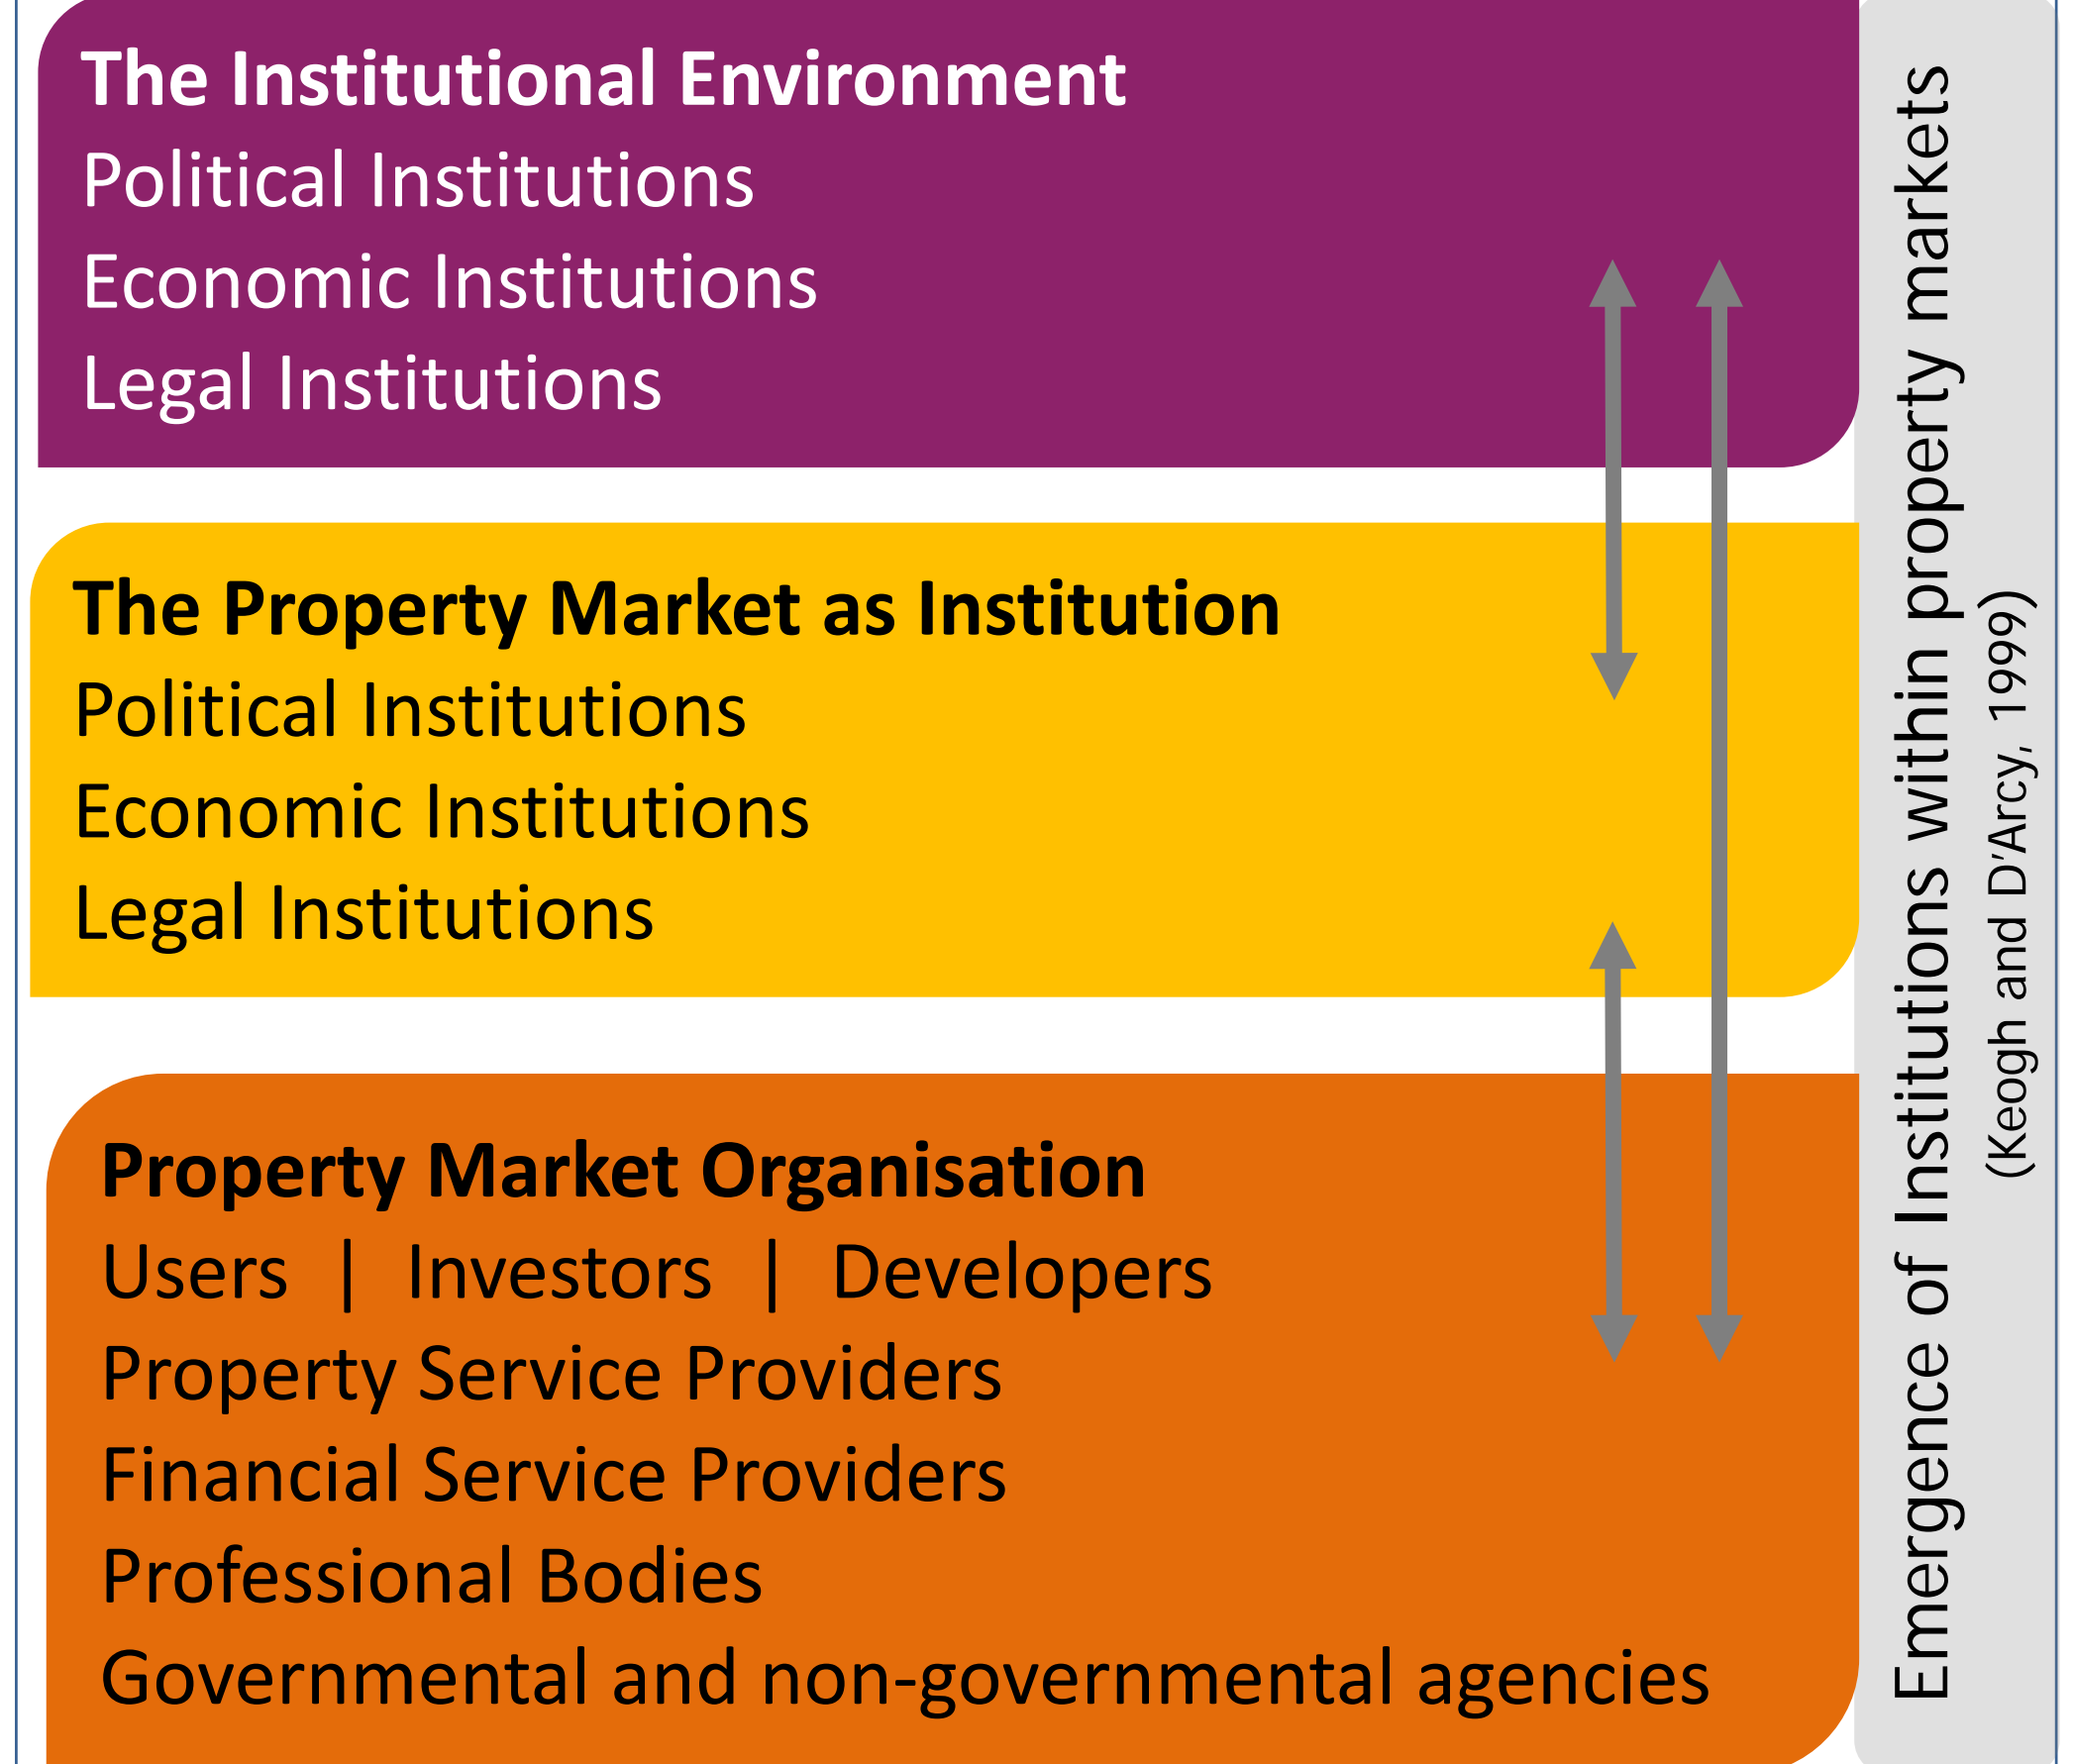 The Institutional Environment
Political Institutions
Economic Institutions
Legal Institutions
The Property Market as Institution
Political Institutions
Economic Institutions
Legal Institutions
Property Market Organisation
Users | Investors | Developers
Property Service Providers
Financial Service Providers
Professional Bodies
Governmental and non-governmental agencies
Emergence of Institutions within property markets
(Keogh and D'Arcy, 1999)